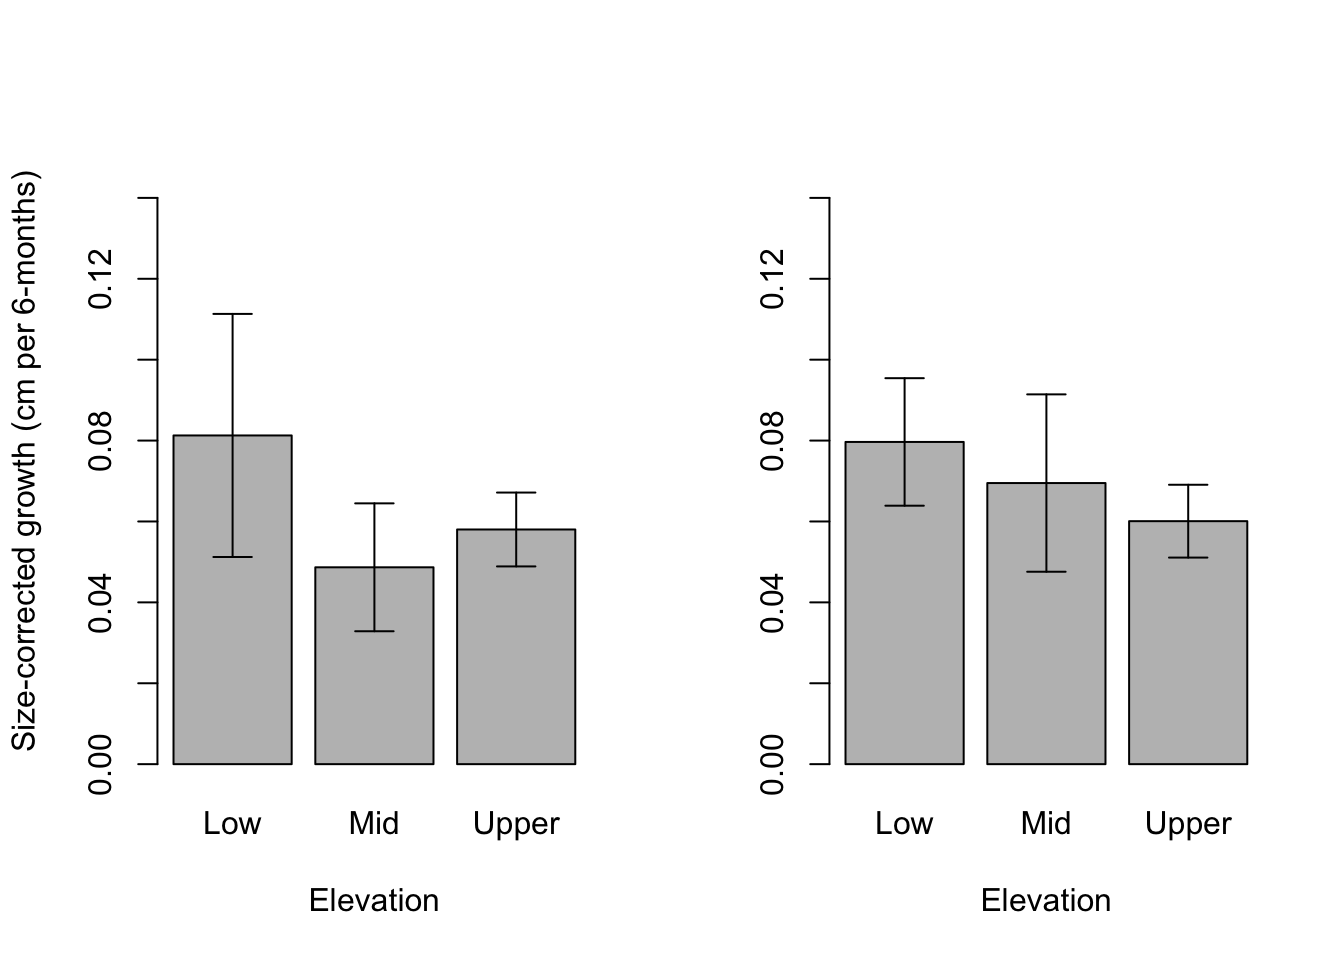 Size-corrected growth (cm per 6-months)
0.12
0.08
0.04
0.00
Low Mid Upper
Elevation
0.12
0.08
0.04
0.00
Low Mid Upper
Elevation